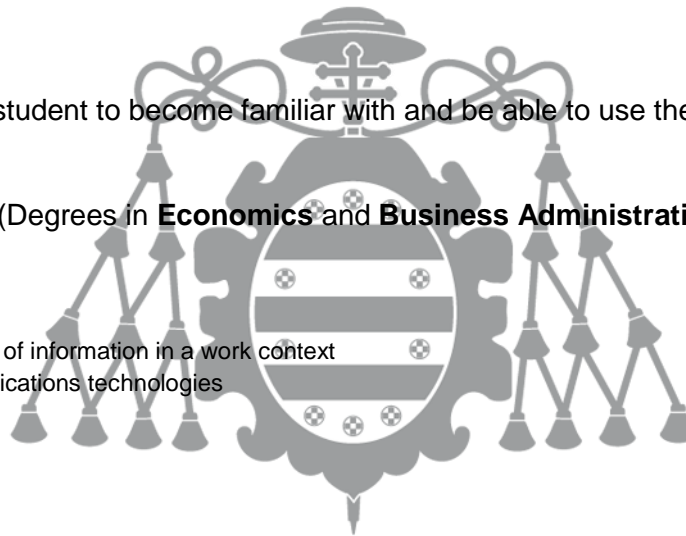 student to become familiar with and be able to use the
(Degrees in Economics and Business Administrati
of information in a work context
ications technologies